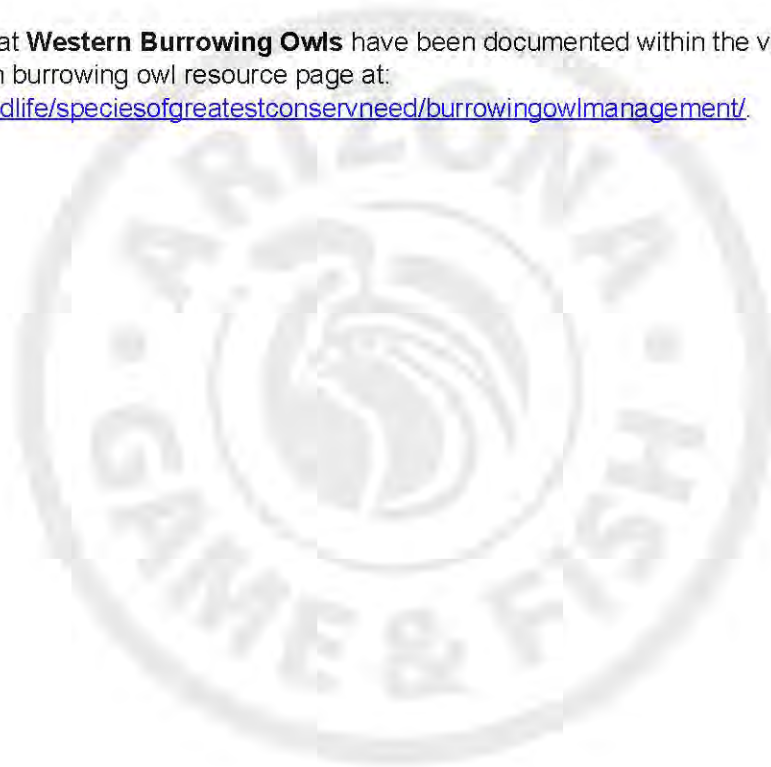 at Western Burrowing Owls have been documented within the v
burrowing owl resource page at:
dlife/speciesofgreatestconservneed/burrowingowlmanagement/.
ARIZONA
GAME & FISH